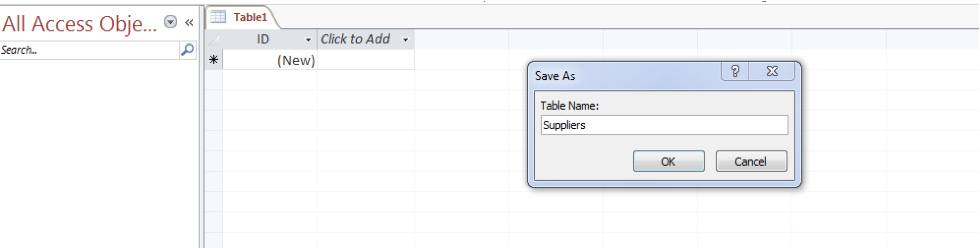 All Access Obje... «
Search...
Table1
ID Click to Add
* (New)
Save As ? X
Table Name:
Suppliers
OK Cancel